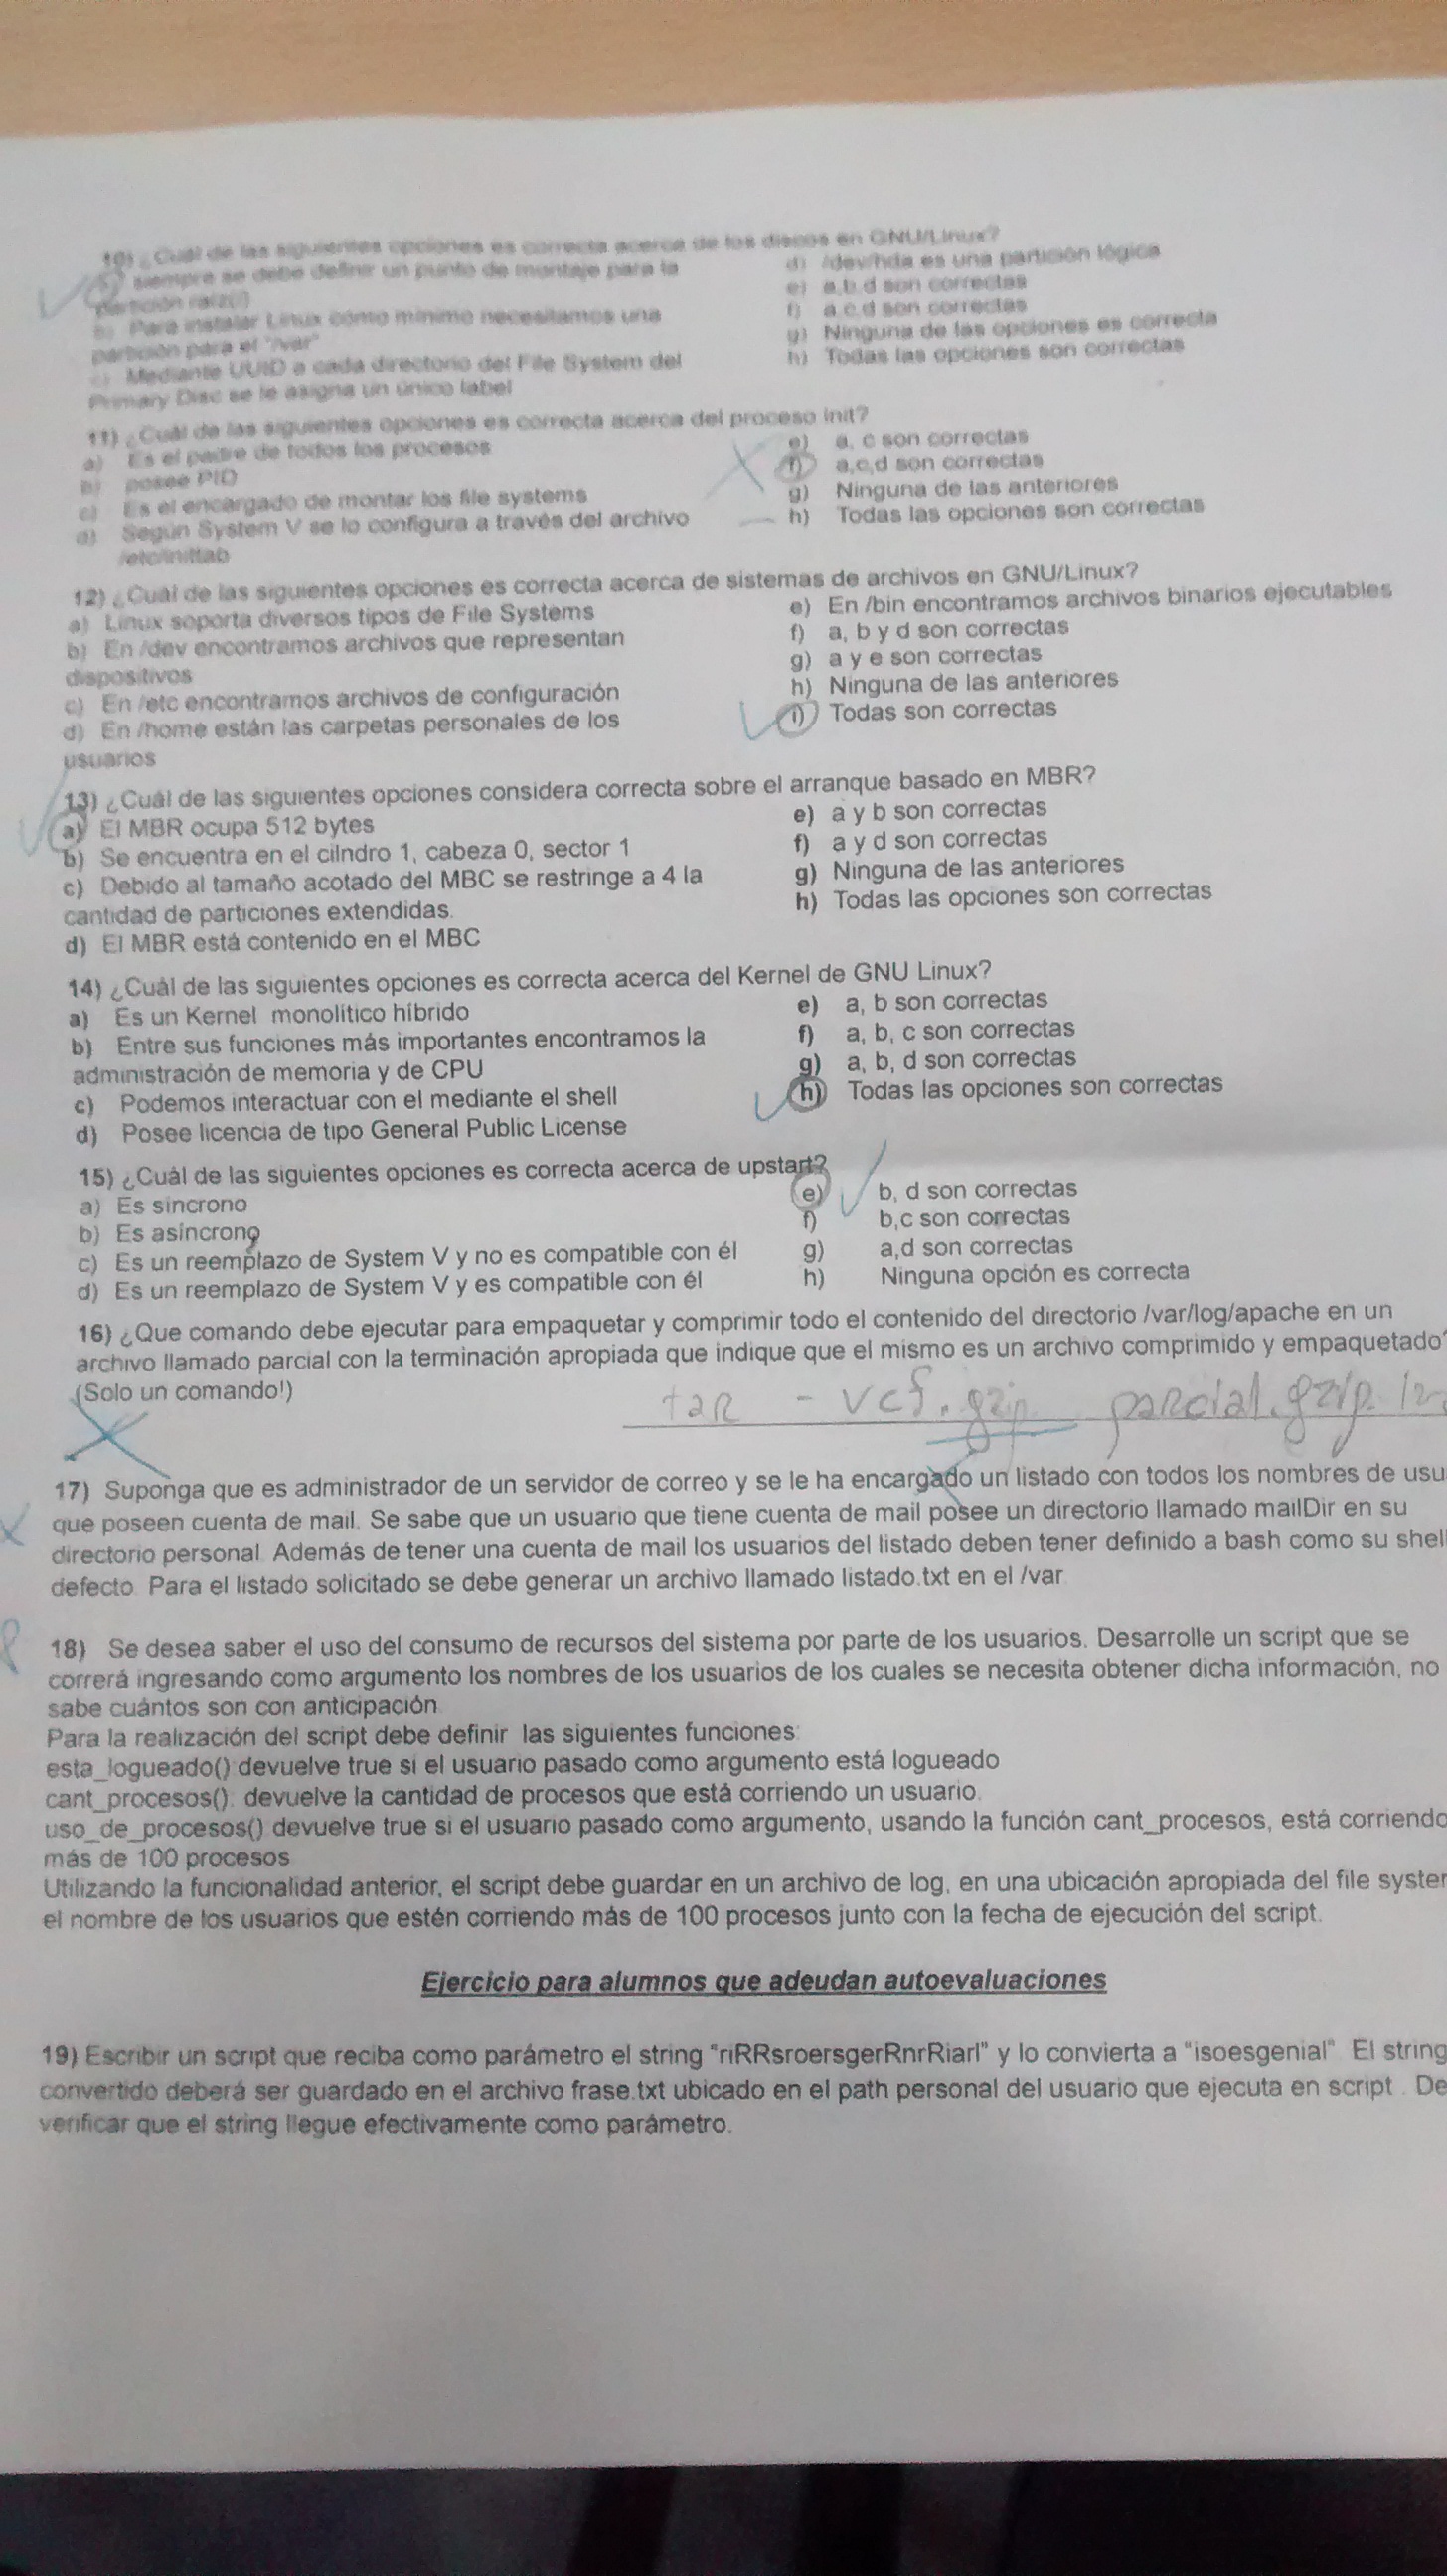 10) ¿Cuál de las siguientes opciones es correcta acerca de los discos en GNU/Linux?
siempre se debe definir un punto de montaje para la
partición raíz(/)
b) Para instalar Linux como mínimo necesitamos una
partición para el "/var"
c) Mediante UUID a cada directorio del File System del
Primary Disc se le asigna un único label
d) /dev/hda es una partición lógica
e) a,b,d son correctas
f) a,c,d son correctas
g) Ninguna de las opciones es correcta
h) Todas las opciones son correctas
11) ¿Cuál de las siguientes opciones es correcta acerca del proceso Init?
a) Es el padre de todos los procesos
b) posee PID
c) Es el encargado de montar los file systems
d) Según System V se lo configura a través del archivo
/etc/inittab
e) a, c son correctas
f) a,c,d son correctas
g) Ninguna de las anteriores
h) Todas las opciones son correctas
12) ¿Cuál de las siguientes opciones es correcta acerca de sistemas de archivos en GNU/Linux?
a) Linux soporta diversos tipos de File Systems
b) En /dev encontramos archivos que representan
dispositivos
c) En /etc encontramos archivos de configuración
d) En /home están las carpetas personales de los
usuarios
e) En /bin encontramos archivos binarios ejecutables
f) a, b y d son correctas
g) a y e son correctas
h) Ninguna de las anteriores
i) Todas son correctas
13) ¿Cuál de las siguientes opciones considera correcta sobre el arranque basado en MBR?
a) El MBR ocupa 512 bytes
b) Se encuentra en el cilndro 1, cabeza 0, sector 1
c) Debido al tamaño acotado del MBC se restringe a 4 la
cantidad de particiones extendidas.
d) El MBR está contenido en el MBC
e) a y b son correctas
f) a y d son correctas
g) Ninguna de las anteriores
h) Todas las opciones son correctas
14) ¿Cuál de las siguientes opciones es correcta acerca del Kernel de GNU Linux?
a) Es un Kernel monolítico híbrido
b) Entre sus funciones más importantes encontramos la
administración de memoria y de CPU
c) Podemos interactuar con el mediante el shell
d) Posee licencia de tipo General Public License
e) a, b son correctas
f) a, b, c son correctas
g) a, b, d son correctas
h) Todas las opciones son correctas
15) ¿Cuál de las siguientes opciones es correcta acerca de upstart?
a) Es síncrono
b) Es asíncrono
c) Es un reemplazo de System V y no es compatible con él
d) Es un reemplazo de System V y es compatible con él
e) b, d son correctas
f) b,c son correctas
g) a,d son correctas
h) Ninguna opción es correcta
16) ¿Que comando debe ejecutar para empaquetar y comprimir todo el contenido del directorio /var/log/apache en un
archivo llamado parcial con la terminación apropiada que indique que el mismo es un archivo comprimido y empaquetado
(Solo un comando!)
tar - vcf.gzip parcial.gzip
17) Suponga que es administrador de un servidor de correo y se le ha encargado un listado con todos los nombres de usu
que poseen cuenta de mail. Se sabe que un usuario que tiene cuenta de mail posee un directorio llamado mailDir en su
directorio personal. Además de tener una cuenta de mail los usuarios del listado deben tener definido a bash como su shel
defecto. Para el listado solicitado se debe generar un archivo llamado listado.txt en el /var
18) Se desea saber el uso del consumo de recursos del sistema por parte de los usuarios. Desarrolle un script que se
correrá ingresando como argumento los nombres de los usuarios de los cuales se necesita obtener dicha información, no
sabe cuántos son con anticipación
Para la realización del script debe definir las siguientes funciones:
esta_logueado() devuelve true si el usuario pasado como argumento está logueado
cant_procesos(): devuelve la cantidad de procesos que está corriendo un usuario.
uso_de_procesos() devuelve true si el usuario pasado como argumento, usando la función cant_procesos, está corriendo
más de 100 procesos
Utilizando la funcionalidad anterior, el script debe guardar en un archivo de log, en una ubicación apropiada del file syster
el nombre de los usuarios que estén corriendo más de 100 procesos junto con la fecha de ejecución del script.
Ejercicio para alumnos que adeudan autoevaluaciones
19) Escribir un script que reciba como parámetro el string "riRRsroersgerRnrRiarl" y lo convierta a "isoesgenial". El string
convertido deberá ser guardado en el archivo frase.txt ubicado en el path personal del usuario que ejecuta en script . De
verificar que el string llegue efectivamente como parámetro.